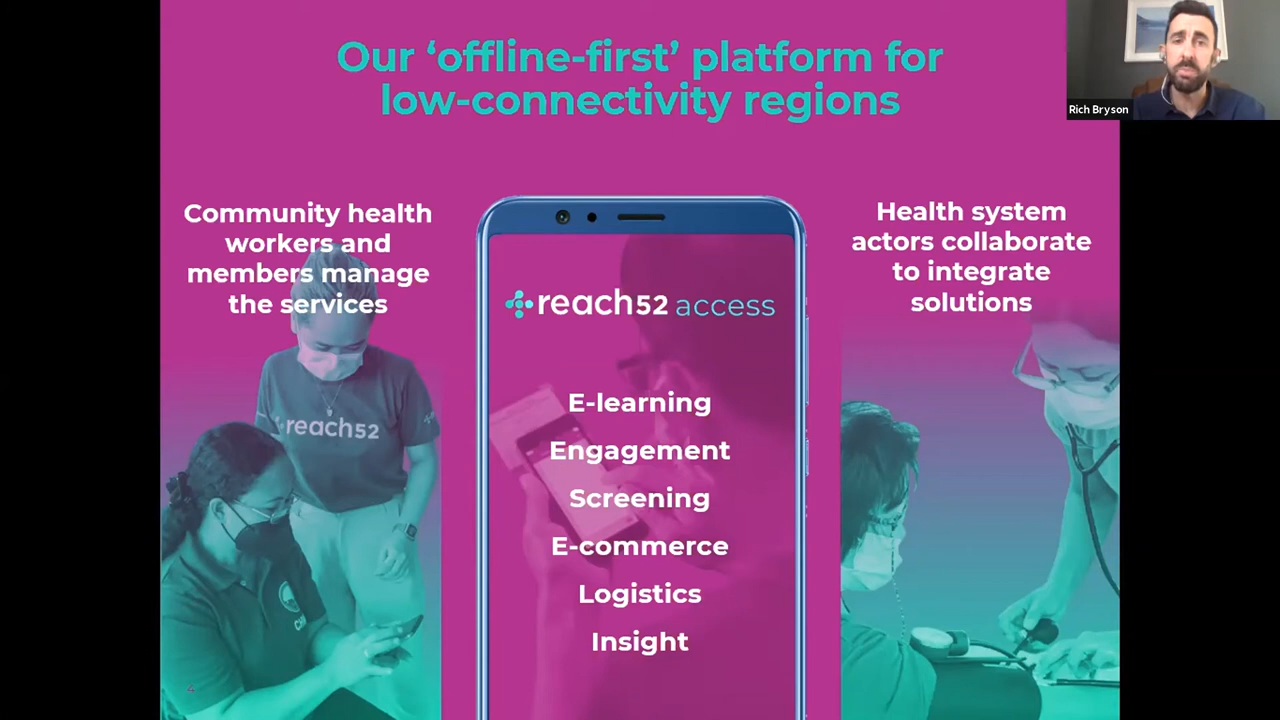 Our ‘offline-first’ platform for
low-connectivity regions
Rich Bryson
Community health
workers and
members manage
the services
reach52
reach52 access
E-learning
Engagement
Screening
E-commerce
Logistics
Insight
Health system
actors collaborate
to integrate
solutions
4